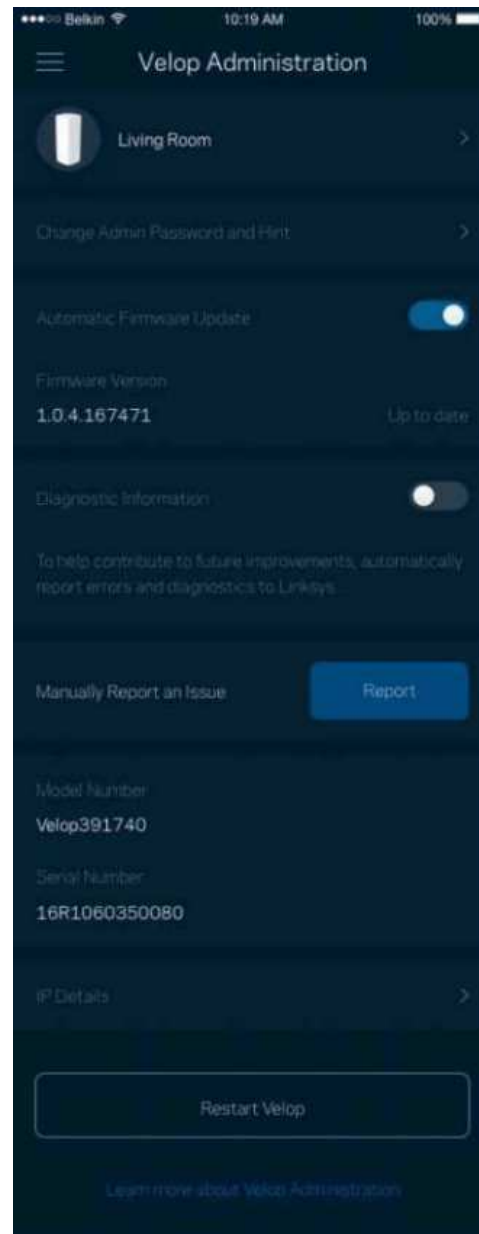 Belkin 10:19 AM 100%
Velop Administration
Living Room
Change Admin Password and Hint
Automatic Firmware Update
Firmware Version
1.0.4.167471 Up to date
Diagnostic Information
To help contribute to future improvements, automatically
report errors and diagnostics to Linksys.
Manually Report an Issue Report
Model Number
Velop391740
Serial Number
16R1060350080
IP Details
Restart Velop
Learn more about Velop Administration